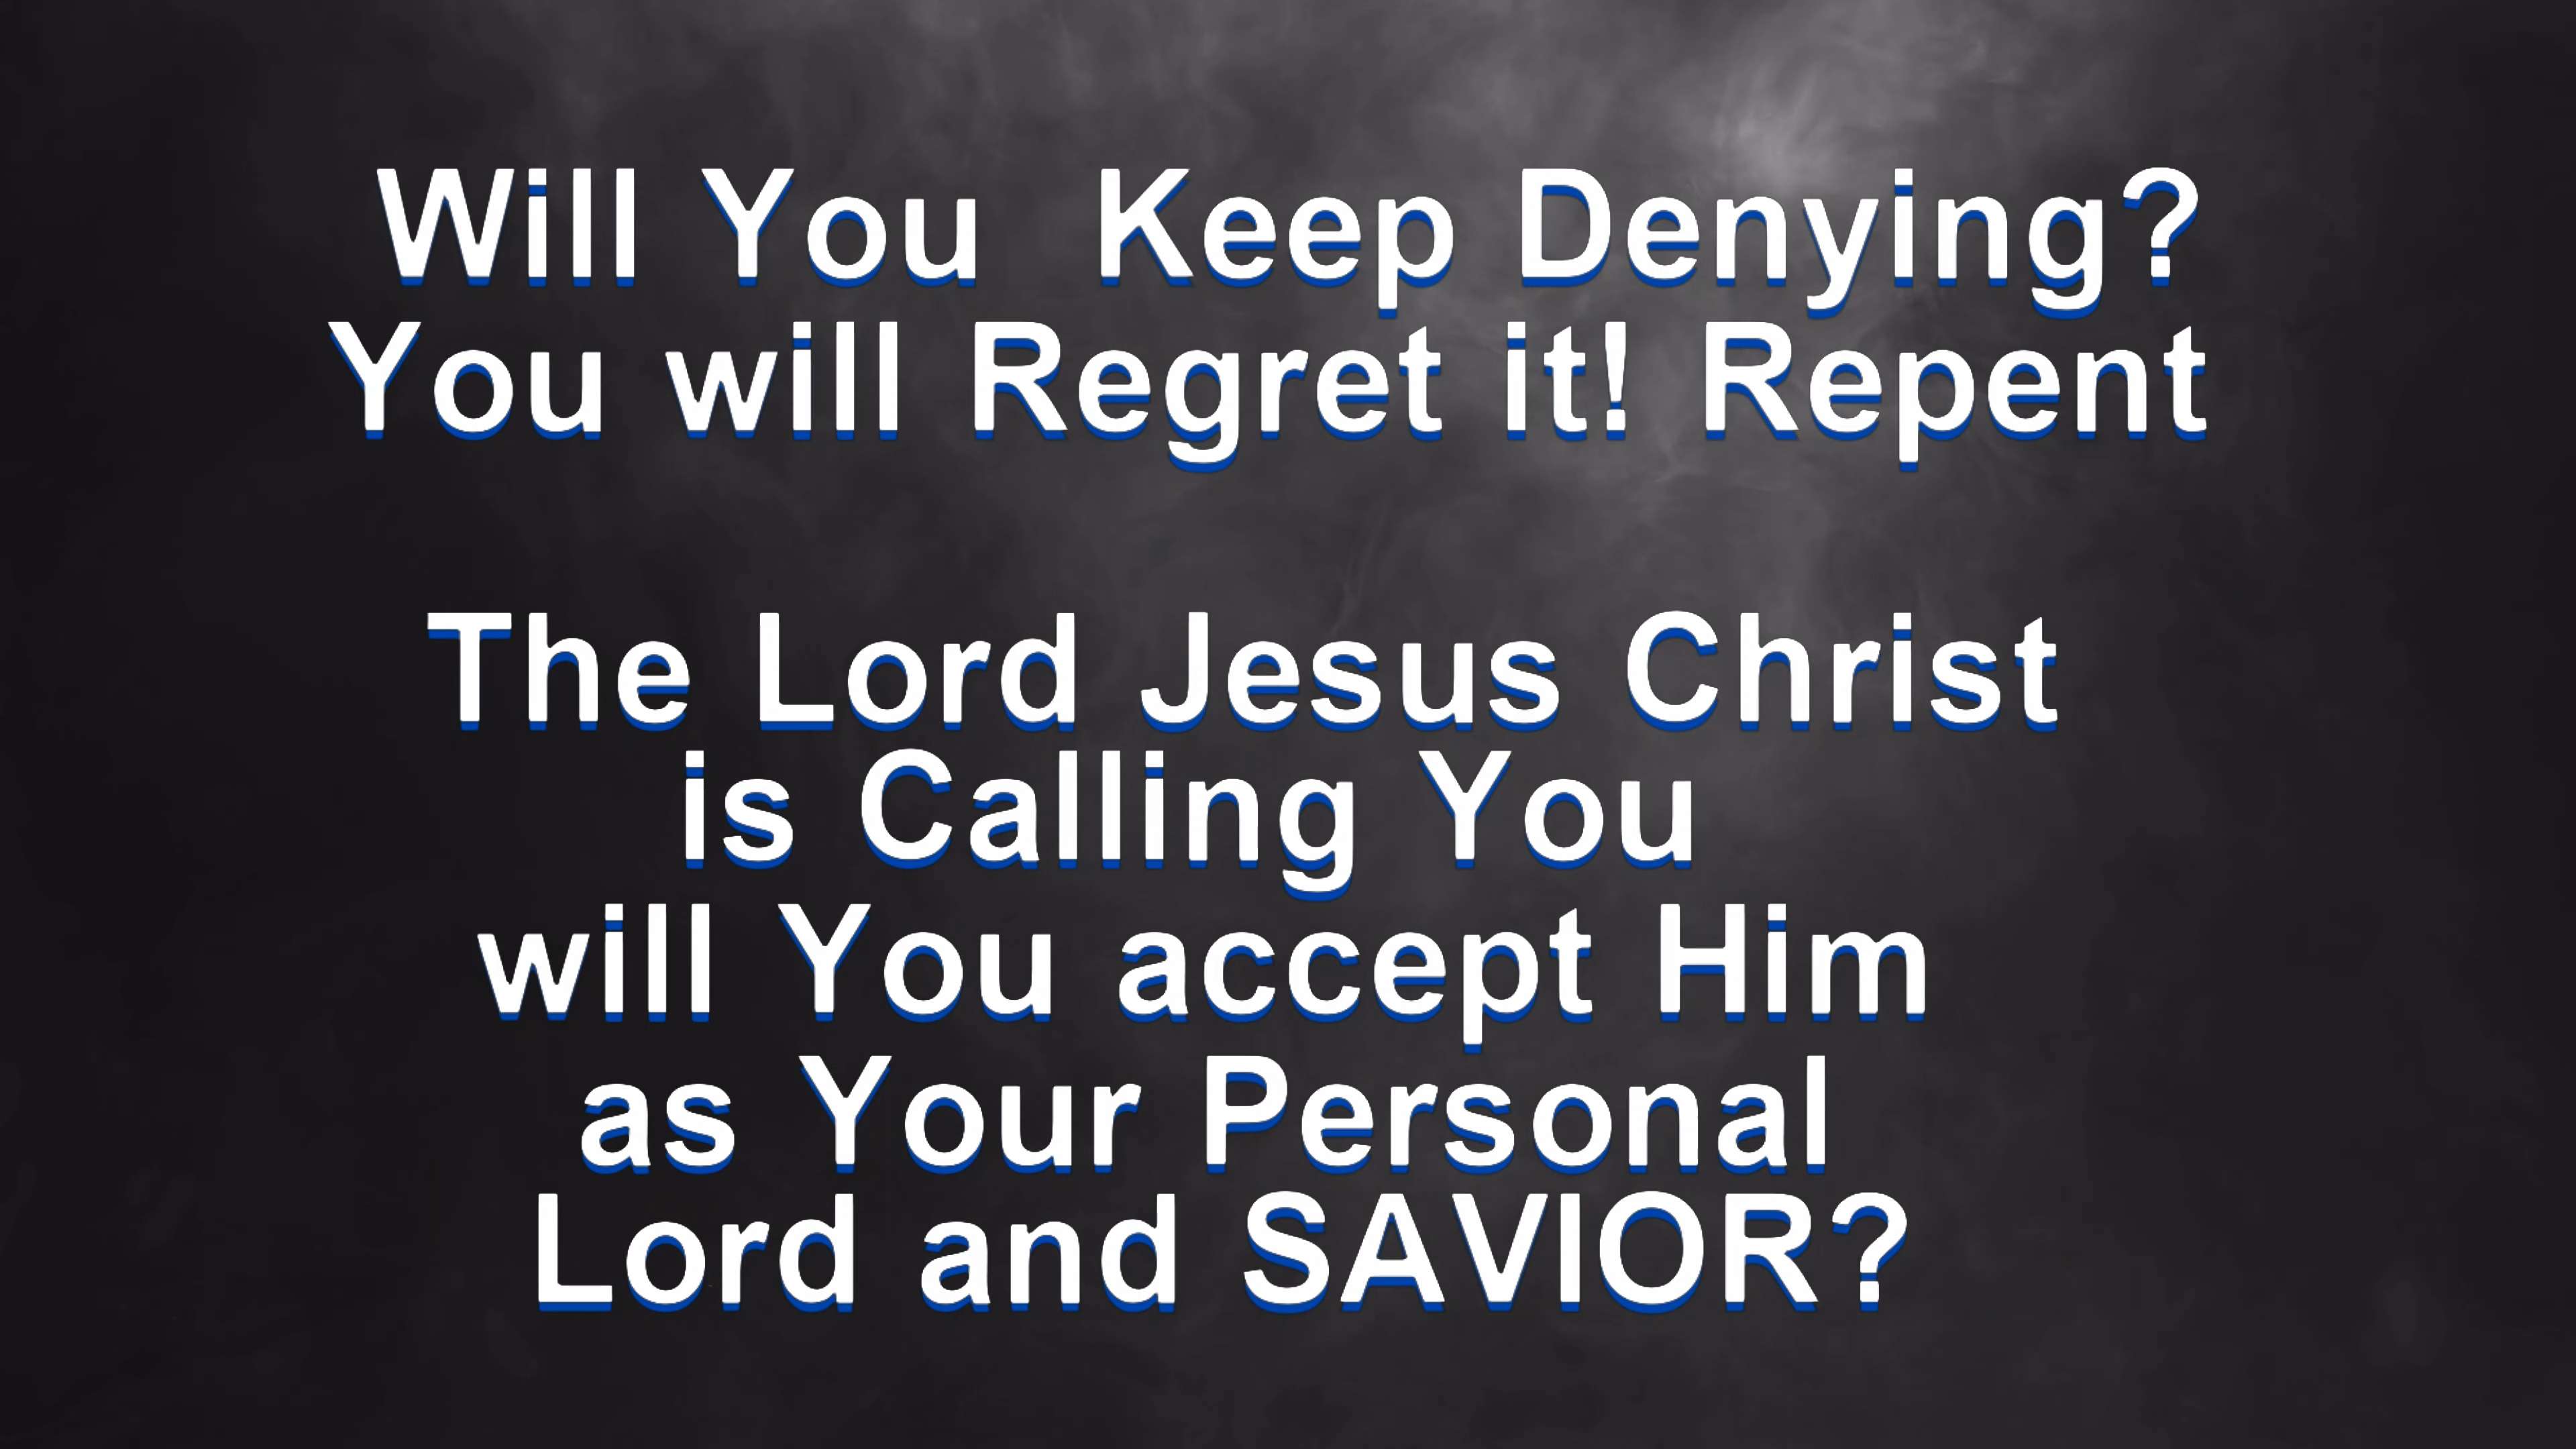 Will You  Keep Denying?
You will Regret it! Repent
The Lord Jesus Christ
is Calling You
will You accept Him
as Your Personal
Lord and SAVIOR?